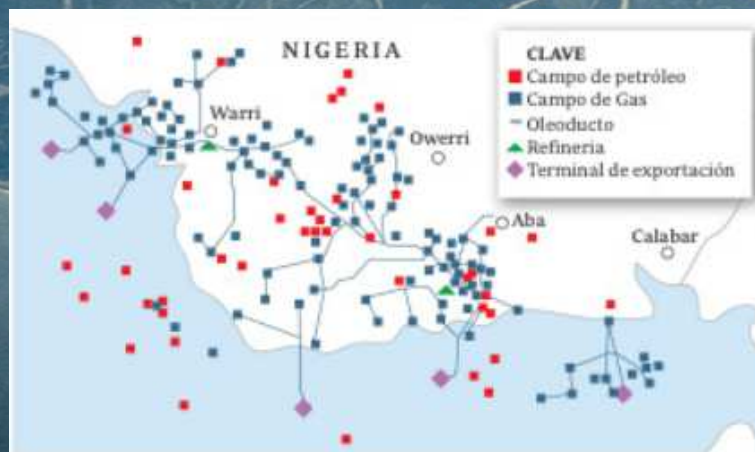 NIGERIA
CLAVE
Campo de petróleo
Campo de Gas
Oleoducto
Refineria
Terminal de exportación
Warri
Owerri
Aba
Calabar